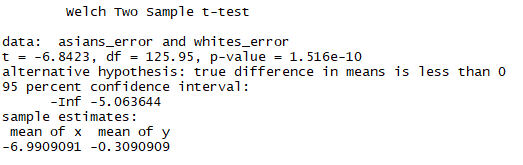 Welch Two Sample t-test
data:  asians_error and whites_error
t = -6.8423, df = 125.95, p-value = 1.516e-10
alternative hypothesis: true difference in means is less than 0
95 percent confidence interval:
-Inf -5.063644
sample estimates:
mean of x  mean of y
-6.9909091 -0.3090909